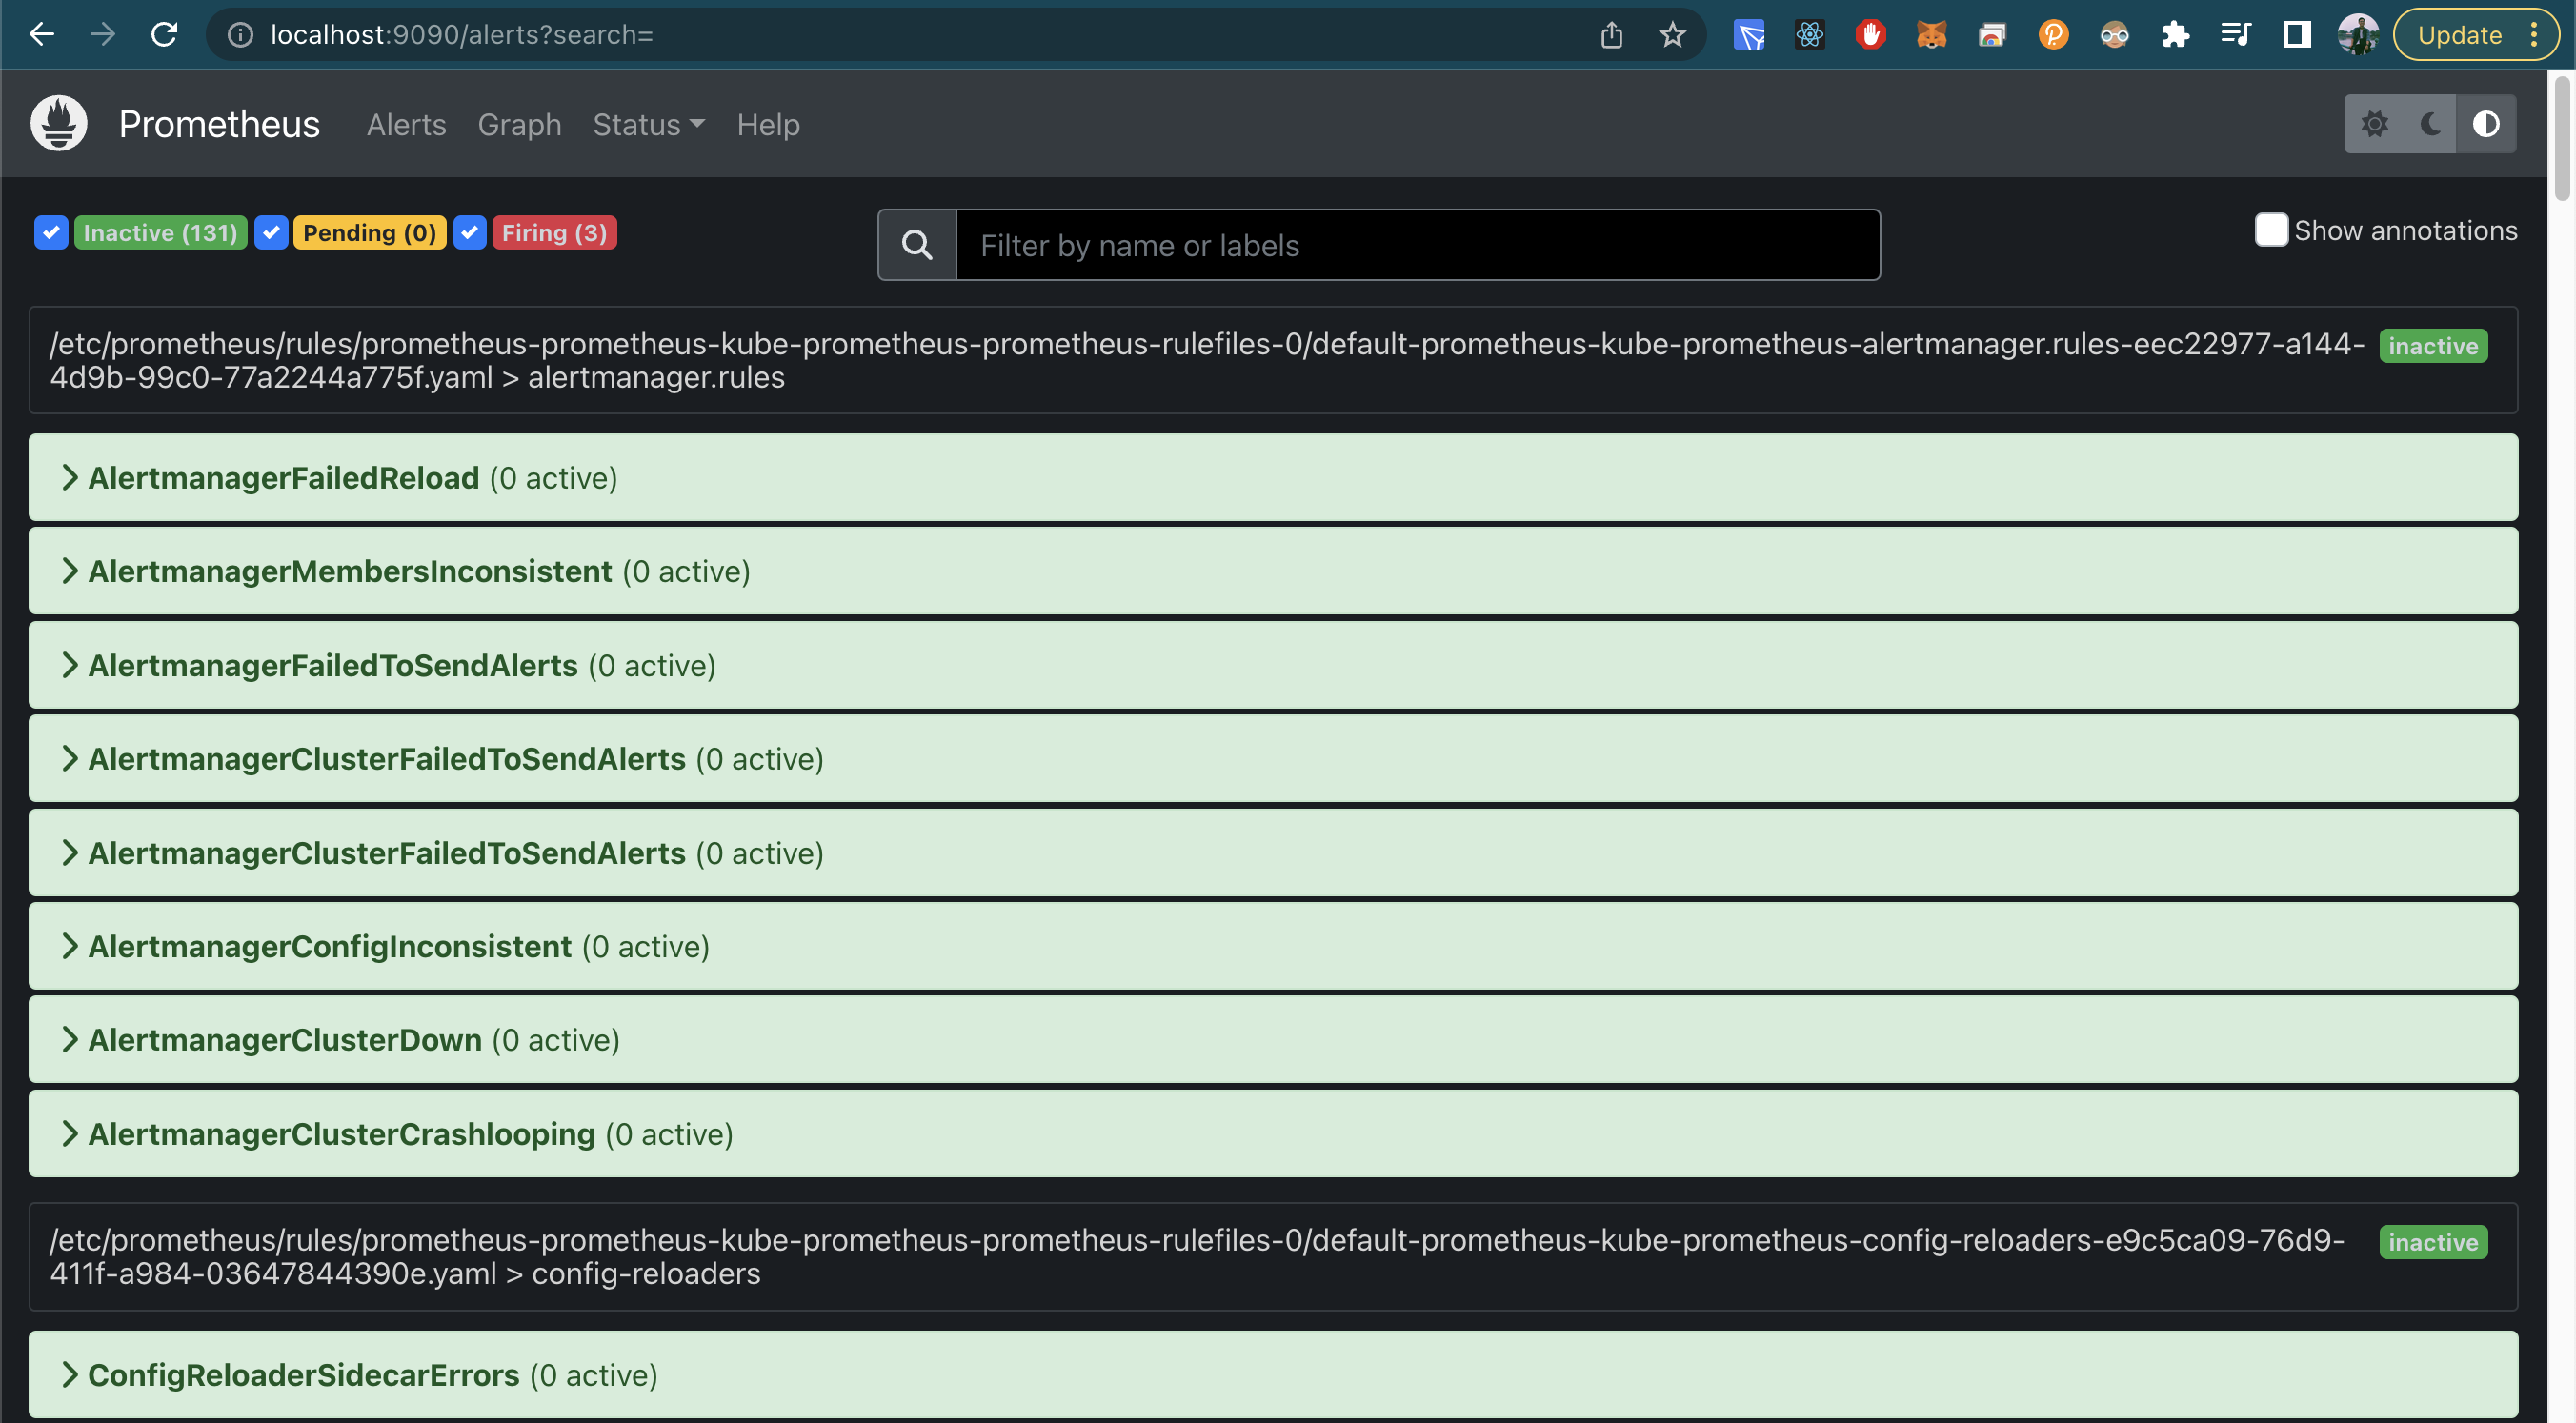 localhost:9090/alerts?search=
Update
Prometheus Alerts Graph Status Help
Inactive (131) Pending (0) Firing (3)
Filter by name or labels
Show annotations
/etc/prometheus/rules/prometheus-prometheus-kube-prometheus-prometheus-rulefiles-0/default-prometheus-kube-prometheus-alertmanager.rules-eec22977-a144-
4d9b-99c0-77a2244a775f.yaml > alertmanager.rules
inactive
AlertmanagerFailedReload (0 active)
AlertmanagerMembersInconsistent (0 active)
AlertmanagerFailedToSendAlerts (0 active)
AlertmanagerClusterFailedToSendAlerts (0 active)
AlertmanagerClusterFailedToSendAlerts (0 active)
AlertmanagerConfigInconsistent (0 active)
AlertmanagerClusterDown (0 active)
AlertmanagerClusterCrashlooping (0 active)
/etc/prometheus/rules/prometheus-prometheus-kube-prometheus-prometheus-rulefiles-0/default-prometheus-kube-prometheus-config-reloaders-e9c5ca09-76d9-
411f-a984-03647844390e.yaml > config-reloaders
inactive
ConfigReloaderSidecarErrors (0 active)